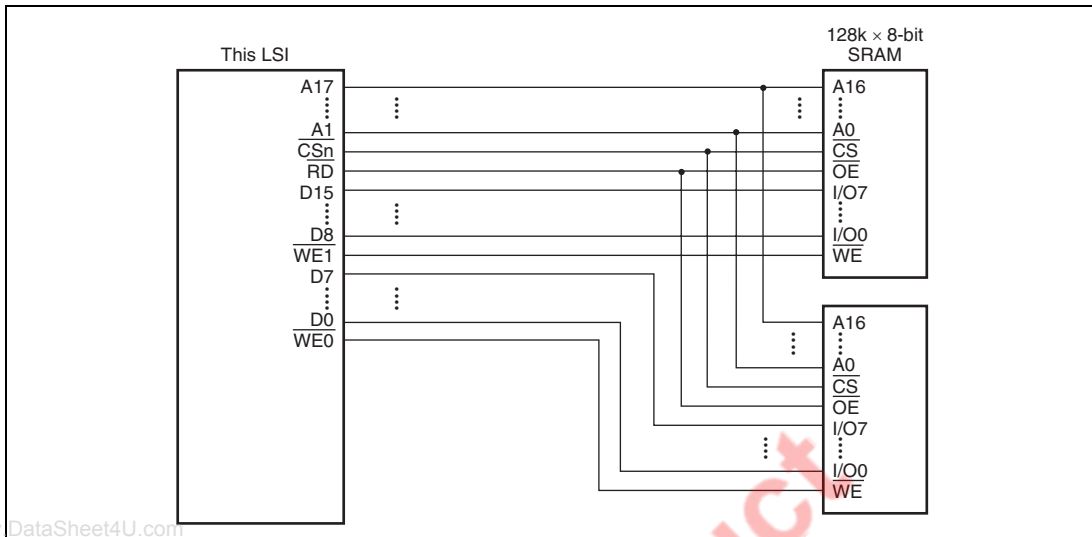 This LSI
A17
A1
CSn
RD
D15
D8
WE1
D7
D0
WE0
128k × 8-bit
SRAM
A16
A0
CS
OE
I/O7
I/O0
WE
A16
A0
CS
OE
I/O7
I/O0
WE
DataSheet4U.com
uct